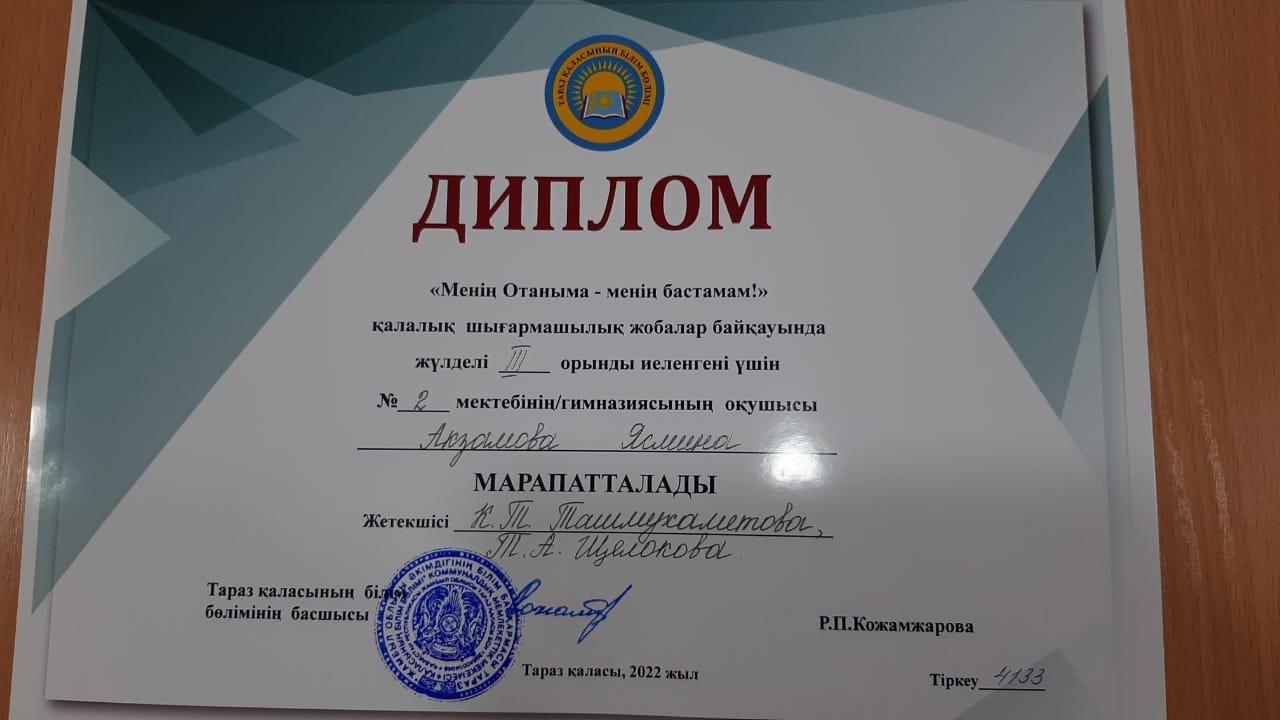 ТАРАЗ ҚАЛАСЫНЫҢ БІЛІМ БӨЛІМІ
ДИПЛОМ
«Менің Отаныма - менің бастамам!»
қалалық шығармашылық жобалар байқауында
жүлделі III орынды иеленгені үшін
№ 2 мектебінің/гимназиясының оқушысы
Акзамова Ясмина
МАРАПАТТАЛАДЫ
Жетекшісі К.Т. Ташмухаметова,
Т.А. Щелокова.
Тараз қаласының білім
бөлімінің басшысы
Р.П.Кожамжарова
Тараз қаласы, 2022 жыл
Тіркеу 4133